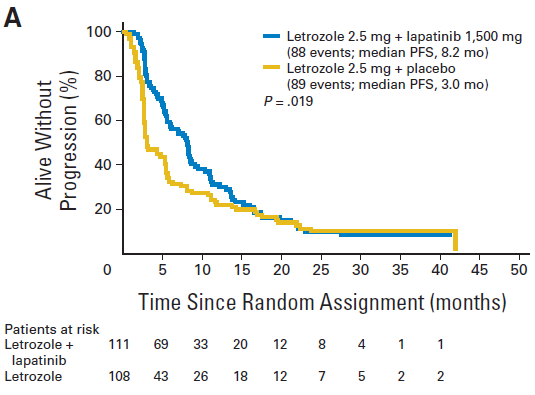 A
Letrozole 2.5 mg + lapatinib 1,500 mg
(88 events; median PFS, 8.2 mo)
Letrozole 2.5 mg + placebo
(89 events; median PFS, 3.0 mo)
P = .019
Alive Without
Progression (%)
100
80
60
40
20
0 5 10 15 20 25 30 35 40 45 50
Time Since Random Assignment (months)
Patients at risk
Letrozole + 111 69 33 20 12 8 4 1 1
lapatinib
Letrozole 108 43 26 18 12 7 5 2 2